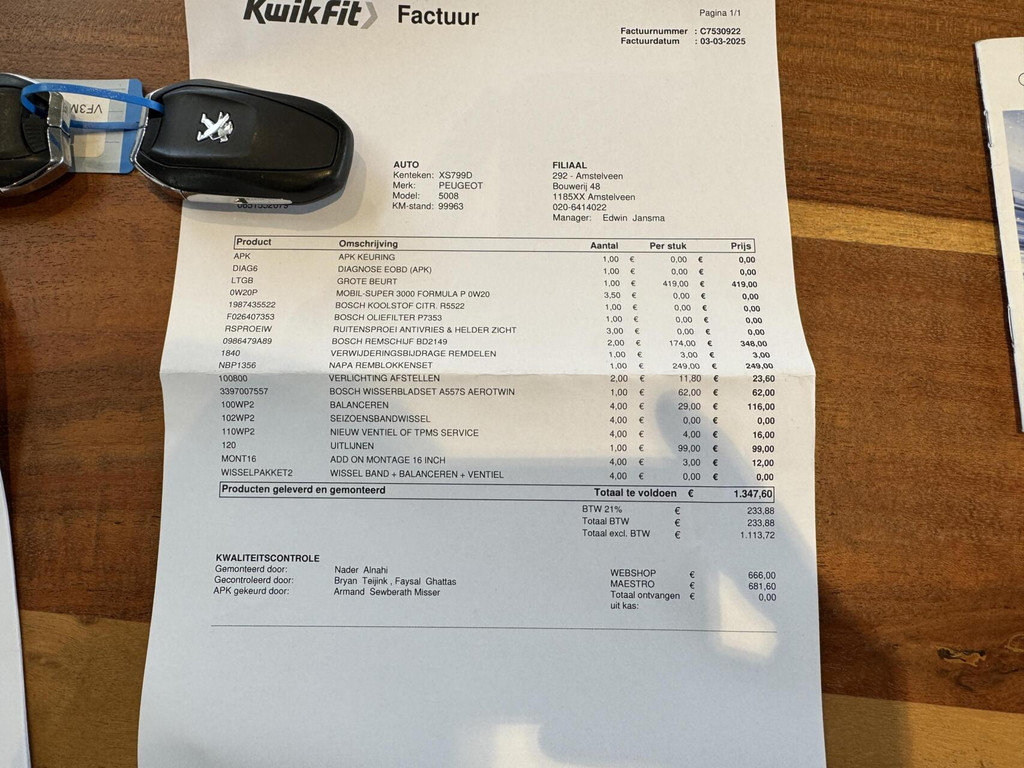 KwikFit Factuur
Pagina 1/1
Factuurnummer : C7530922
Factuurdatum : 03-03-2025
VF3M
AUTO
Kenteken: XS799D
Merk: PEUGEOT
Model: 5008
KM-stand: 99963
FILIAAL
292 - Amstelveen
Bouwerij 48
1185XX Amstelveen
020-6414022
Manager: Edwin Jansma
Product Omschrijving Aantal Per stuk Prijs
APK APK KEURING 1,00 € 0,00 € 0,00
DIAG6 DIAGNOSE EOBD (APK) 1,00 € 0,00 € 0,00
LTGB GROTE BEURT 1,00 € 419,00 € 419,00
0W20P MOBIL-SUPER 3000 FORMULA P 0W20 3,50 € 0,00 € 0,00
1987435522 BOSCH KOOLSTOF CITR. R5522 1,00 € 0,00 € 0,00
F026407353 BOSCH OLIEFILTER P7353 1,00 € 0,00 € 0,00
RSPROEIW RUITENSPROEI ANTIVRIES & HELDER ZICHT 3,00 € 0,00 € 0,00
0986479A89 BOSCH REMSCHIJF BD2149 2,00 € 174,00 € 348,00
1840 VERWIJDERINGSBIJDRAGE REMDELEN 1,00 € 3,00 € 3,00
NBP1356 NAPA REMBLOKKENSET 1,00 € 249,00 € 249,00
100800 VERLICHTING AFSTELLEN 2,00 € 11,80 € 23,60
3397007557 BOSCH WISSERBLADSET A557S AEROTWIN 1,00 € 62,00 € 62,00
100WP2 BALANCEREN 4,00 € 29,00 € 116,00
102WP2 SEIZOENSBANDWISSEL 4,00 € 0,00 € 0,00
110WP2 NIEUW VENTIEL OF TPMS SERVICE 4,00 € 4,00 € 16,00
120 UITLIJNEN 1,00 € 99,00 € 99,00
MONT16 ADD ON MONTAGE 16 INCH 4,00 € 3,00 € 12,00
WISSELPAKKET2 WISSEL BAND + BALANCEREN + VENTIEL 4,00 € 0,00 € 0,00
Producten geleverd en gemonteerd Totaal te voldoen € 1.347,60
BTW 21% € 233,88
Totaal BTW € 233,88
Totaal excl. BTW € 1.113,72
KWALITEITSCONTROLE
Gemonteerd door: Nader Alnahi
Gecontroleerd door: Bryan Teijink , Faysal Ghattas
APK gekeurd door: Armand Sewberath Misser
WEBSHOP € 666,00
MAESTRO € 681,60
Totaal ontvangen € 0,00
uit kas: